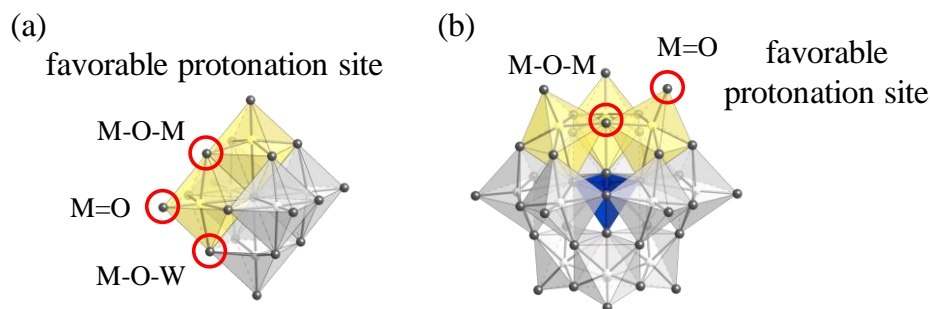 (a)
favorable protonation site
M-O-M
M=O
M-O-W
(b)
M=O
M-O-M
favorable
protonation site